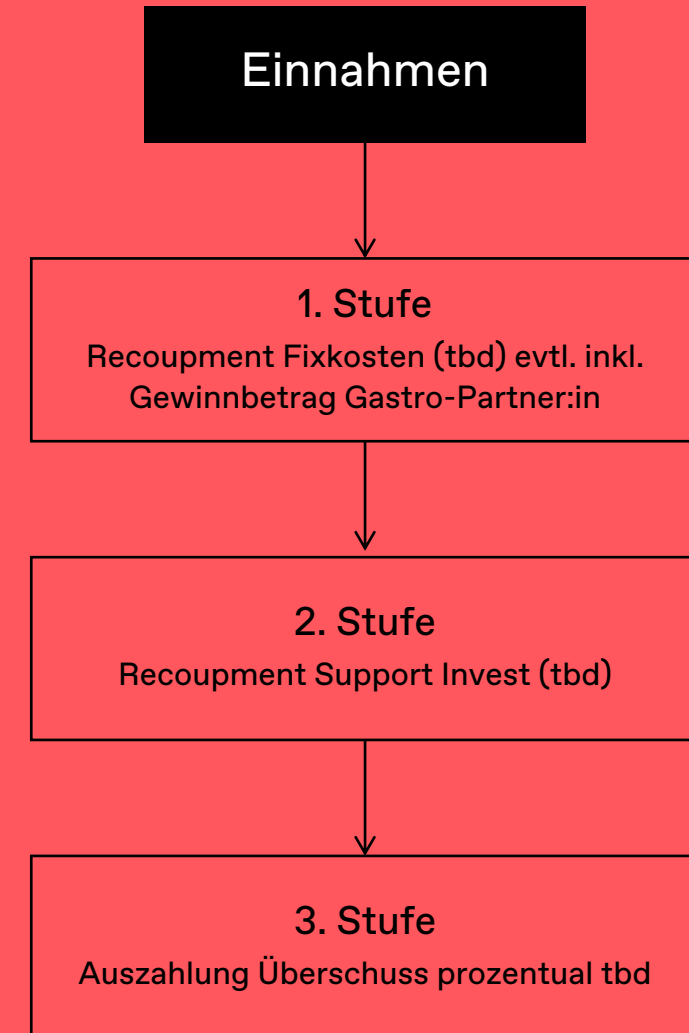 Einnahmen
1. Stufe
Recoupment Fixkosten (tbd) evtl. inkl.
Gewinnbetrag Gastro-Partner:in
2. Stufe
Recoupment Support Invest (tbd)
3. Stufe
Auszahlung Überschuss prozentual tbd